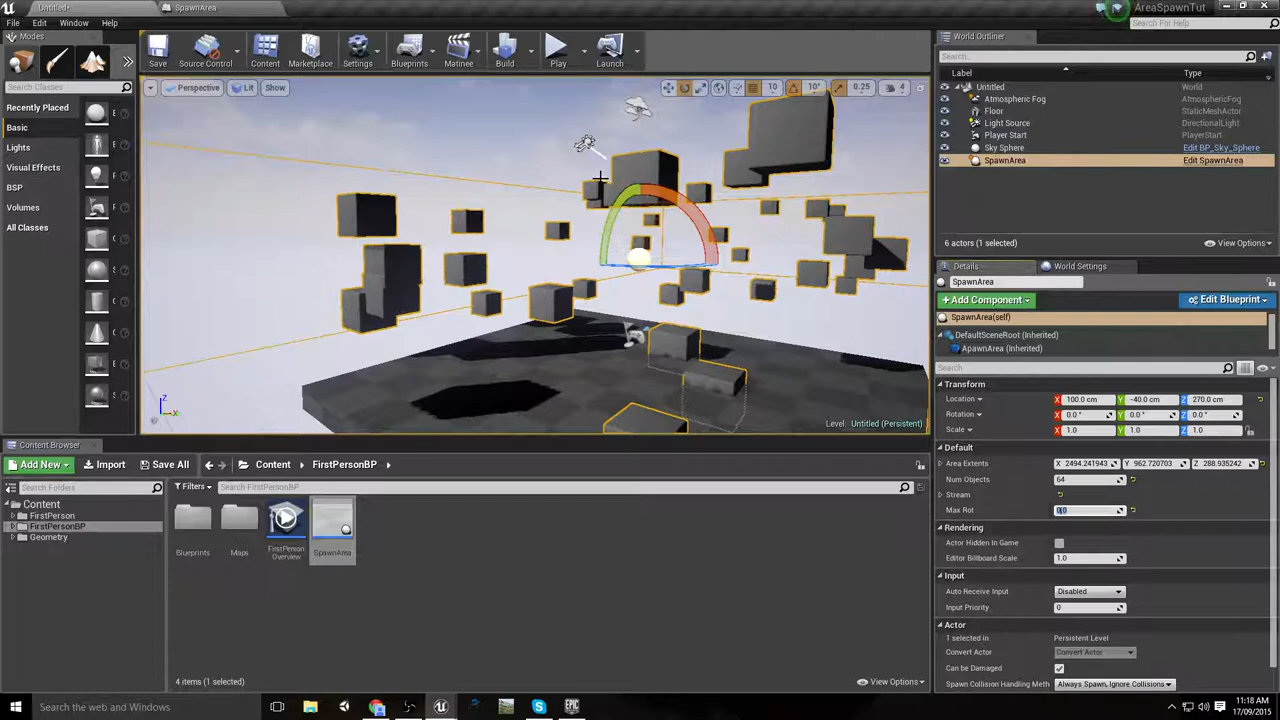 Untitled*
SpawnArea
AreaSpawnTut
File Edit Window Help
Search For Help
Modes
Save
Source Control
Content
Marketplace
Settings
Blueprints
Matinee
Build
Play
Launch
Search Classes
Recently Placed
Basic
Lights
Visual Effects
BSP
Volumes
All Classes
Perspective
Lit
Show
10
10°
0.25
4
Level: Untitled (Persistent)
World Outliner
Search...
Label Type
Untitled World
Atmospheric Fog AtmosphericFog
Floor StaticMeshActor
Light Source DirectionalLight
Player Start PlayerStart
Sky Sphere Edit BP_Sky_Sphere
SpawnArea Edit SpawnArea
6 actors (1 selected)
View Options
Details
World Settings
SpawnArea
+ Add Component
Edit Blueprint
SpawnArea(self)
DefaultSceneRoot (Inherited)
ApawnArea (Inherited)
Search
Transform
Location X 100.0 cm Y -40.0 cm Z 270.0 cm
Rotation X 0.0 ° Y 0.0 ° Z 0.0 °
Scale X 1.0 Y 1.0 Z 1.0
Default
Area Extents X 2494.241943 Y 962.720703 Z 288.935242
Num Objects 64
Stream
Max Rot 0.0
Rendering
Actor Hidden In Game
Editor Billboard Scale 1.0
Input
Auto Receive Input Disabled
Input Priority 0
Actor
1 selected in Persistent Level
Convert Actor Convert Actor
Can be Damaged
Spawn Collision Handling Meth Always Spawn, Ignore Collisions
Content Browser
Add New
Import
Save All
Content
FirstPersonBP
Search Folders
Filters
Search FirstPersonBP
Content
FirstPerson
FirstPersonBP
Geometry
Blueprints
Maps
FirstPerson
Overview
SpawnArea
4 items (1 selected)
View Options
Search the web and Windows
11:18 AM
17/09/2015